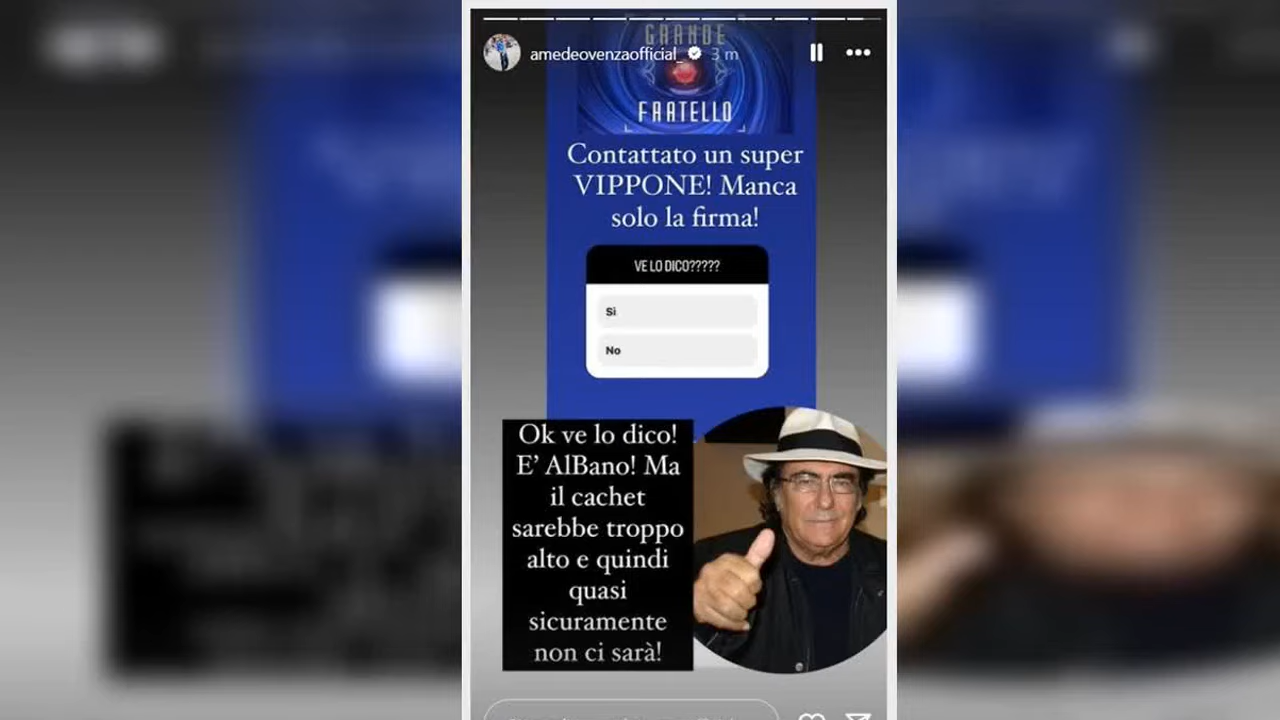 GRANDE
amedeovenzaofficial_ 3 m
FRATELLO
Contattato un super
VIPPONE! Manca
solo la firma!
VE LO DICO?????
Sì
No
Ok ve lo dico!
E' AlBano! Ma
il cachet
sarebbe troppo
alto e quindi
quasi
sicuramente
non ci sarà!